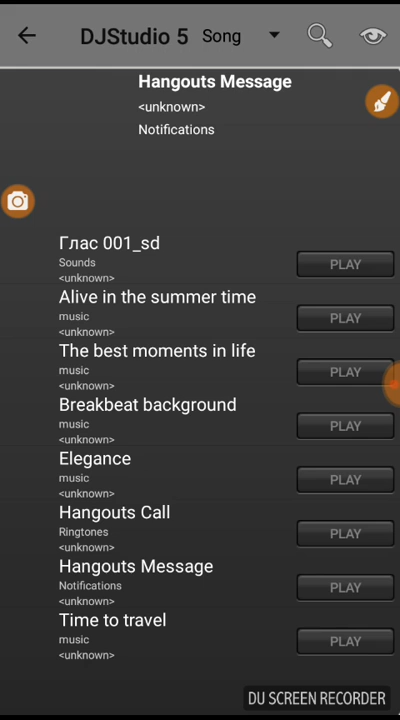 DJStudio 5 Song
Hangouts Message
<unknown>
Notifications
Глас 001_sd
Sounds
<unknown>
PLAY
Alive in the summer time
music
<unknown>
PLAY
The best moments in life
music
<unknown>
PLAY
Breakbeat background
music
<unknown>
PLAY
Elegance
music
<unknown>
PLAY
Hangouts Call
Ringtones
<unknown>
PLAY
Hangouts Message
Notifications
<unknown>
PLAY
Time to travel
music
<unknown>
PLAY
DU SCREEN RECORDER